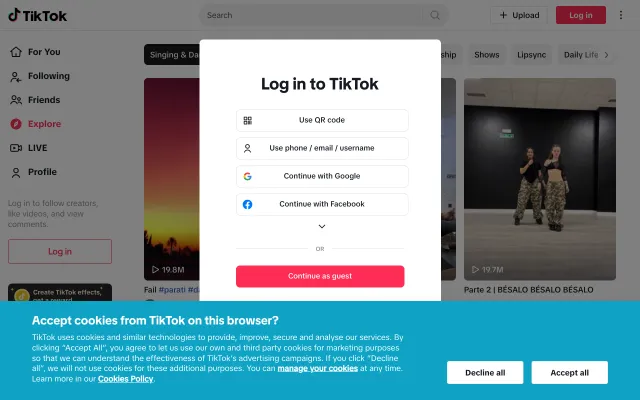 TikTok
Search
Upload
Log in
For You
Following
Friends
Explore
LIVE
Profile
Log in to follow creators,
like videos, and view
comments.
Log in
Create TikTok effects,
get a reward
Singing & Da
ship
Shows
Lipsync
Daily Life
19.8M
19.7M
Fall #parati #da
Parte 2 | BÉSALO BÉSALO BÉSALO
Log in to TikTok
Use QR code
Use phone / email / username
Continue with Google
Continue with Facebook
OR
Continue as guest
Accept cookies from TikTok on this browser?
TikTok uses cookies and similar technologies to provide, improve, secure and analyse our services. By
clicking “Accept All”, you agree to let us use our own and third party cookies for marketing purposes
so that we can understand the effectiveness of TikTok's advertising campaigns. If you click “Decline
all”, we will not use cookies for these additional purposes. You can manage your cookies at any time.
Learn more in our Cookies Policy.
Decline all
Accept all